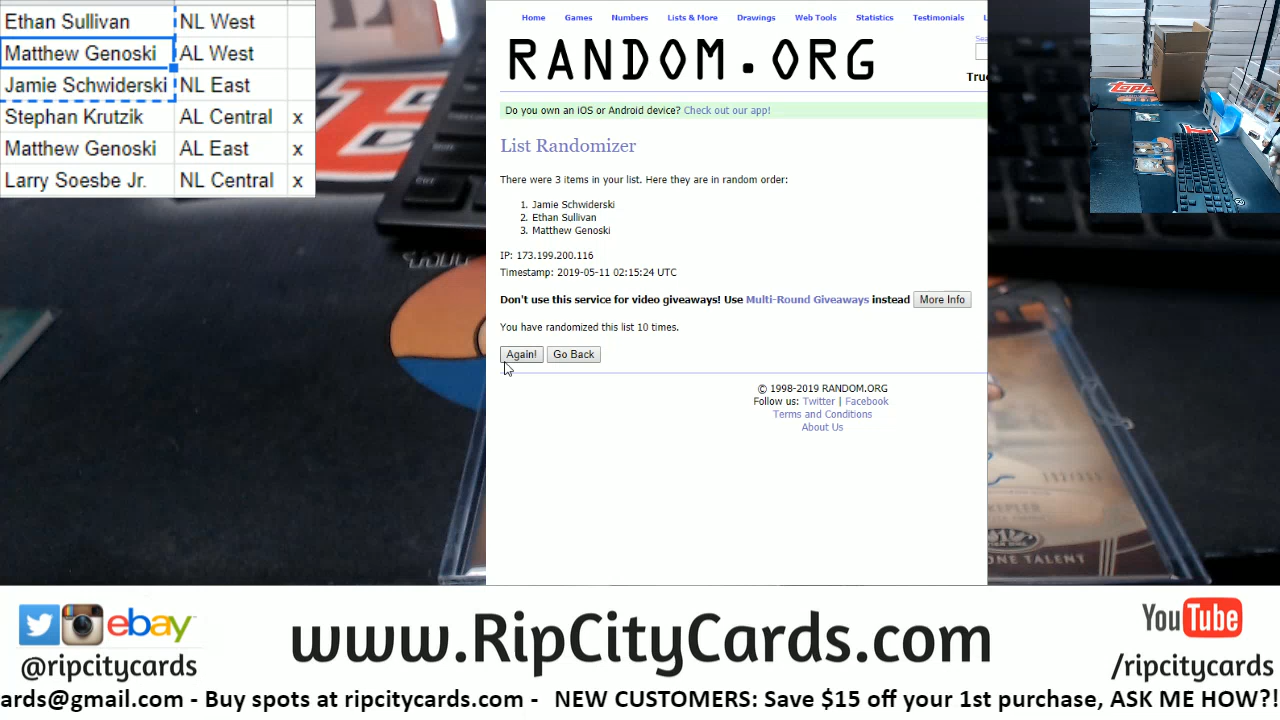 Ethan Sullivan NL West
Matthew Genoski AL West
Jamie Schwiderski NL East
Stephan Krutzik AL Central x
Matthew Genoski AL East
x
Larry Soesbe Jr. NL Central x
Home Games Numbers Lists & More Drawings Web Tools Statistics Testimonials L
RANDOM.ORG
Sea
True
Do you own an iOS or Android device? Check out our app!
List Randomizer
There were 3 items in your list. Here they are in random order:
1. Jamie Schwiderski
2. Ethan Sullivan
3. Matthew Genoski
IP: 173.199.200.116
Timestamp: 2019-05-11 02:15:24 UTC
Don't use this service for video giveaways! Use Multi-Round Giveaways instead More Info
You have randomized this list 10 times.
Again! Go Back
© 1998-2019 RANDOM.ORG
Follow us: Twitter | Facebook
Terms and Conditions
About Us
ONE TALENT
ebay
@ripcitycards
www.RipCityCards.com
YouTube
/ripcitycards
cards@gmail.com - Buy spots at ripcitycards.com - NEW CUSTOMERS: Save $15 off your 1st purchase, ASK ME HOW?!